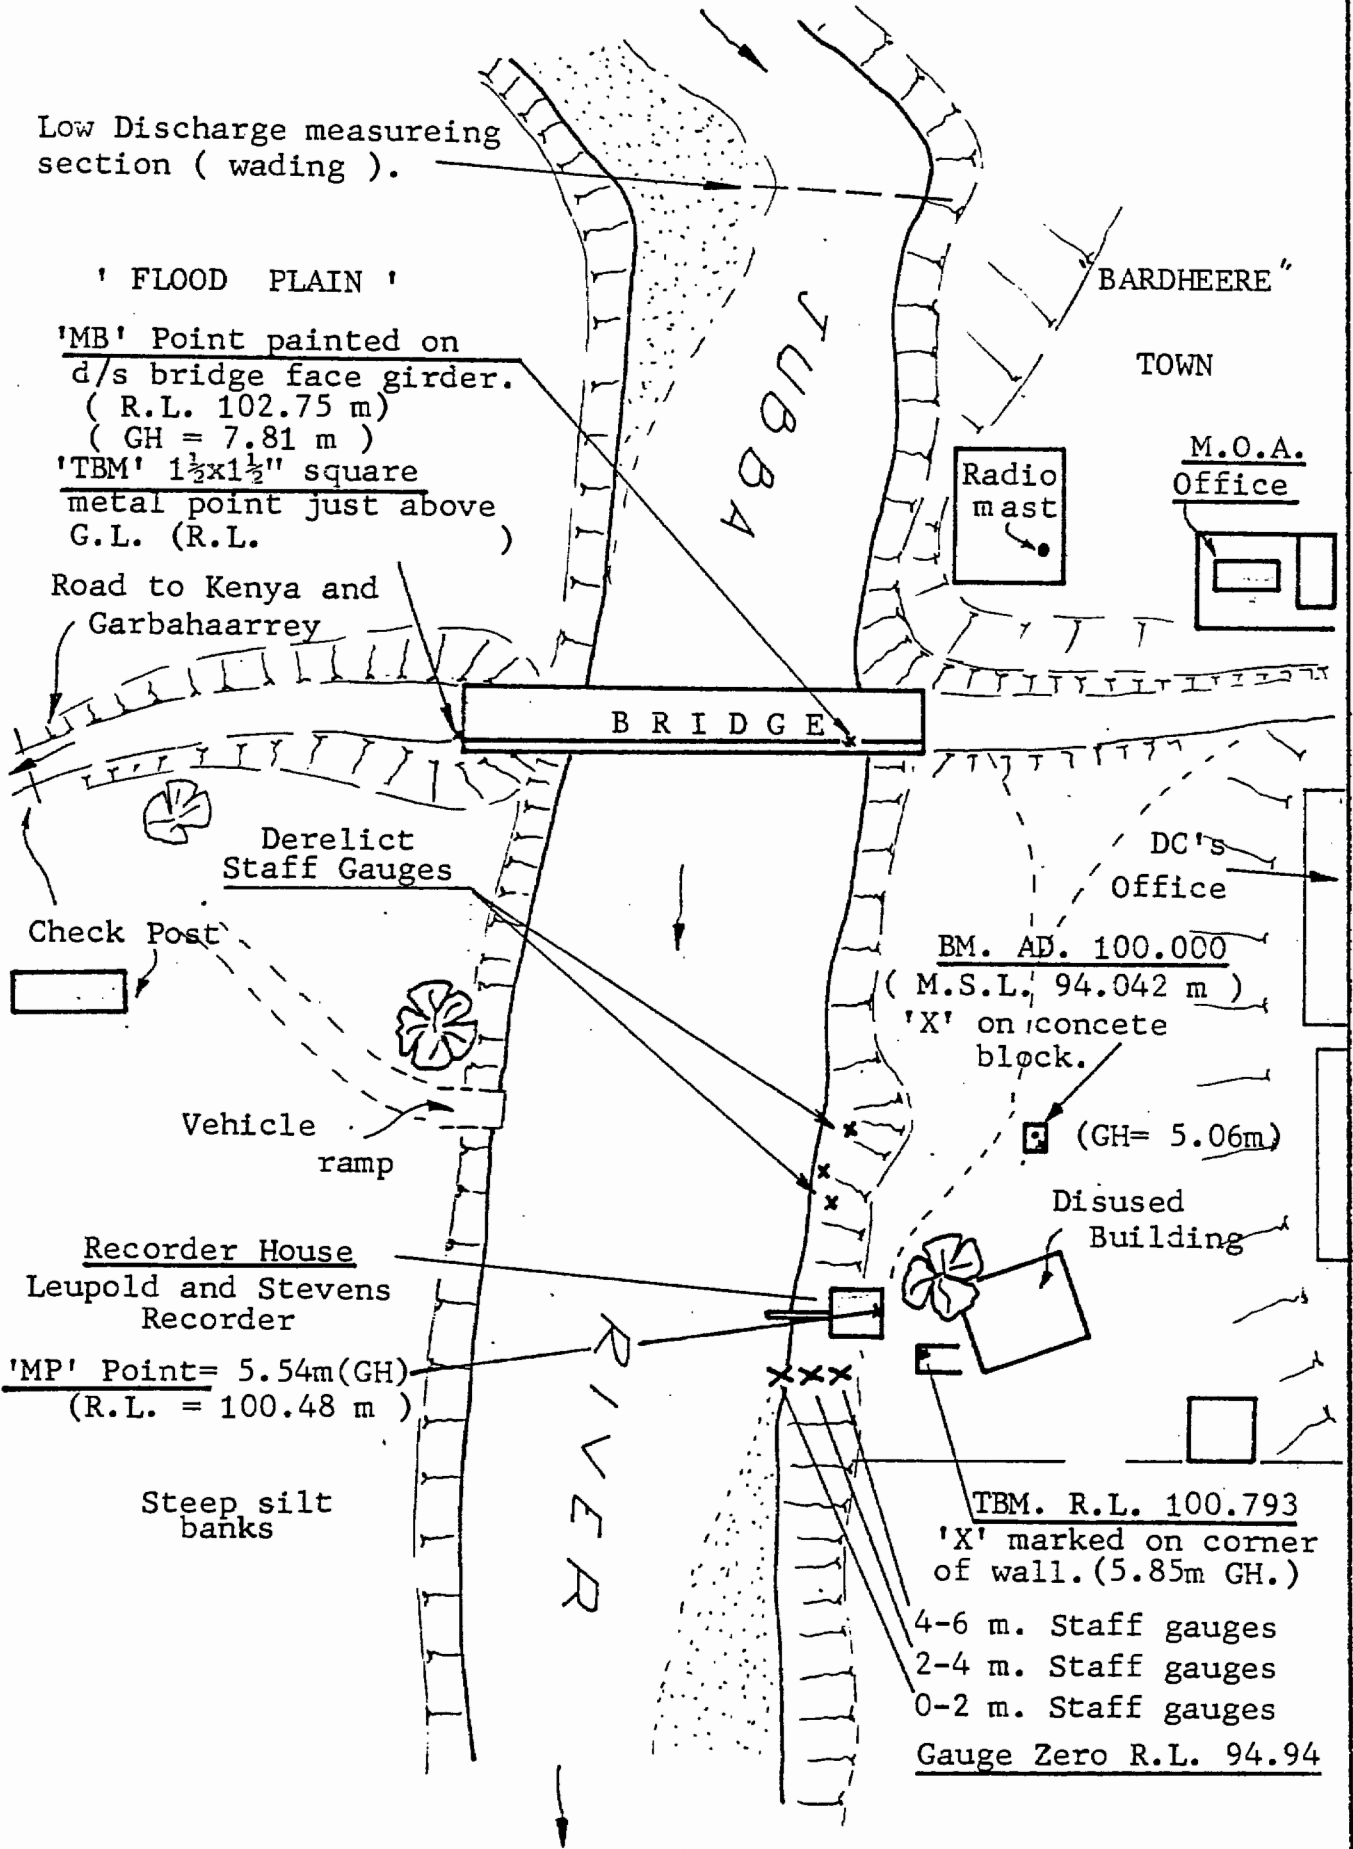 Low Discharge measureing
section ( wading ).
' FLOOD PLAIN '
'MB' Point painted on
d/s bridge face girder.
( R.L. 102.75 m)
( GH = 7.81 m )
'TBM' 1½x1½" square
metal point just above
G.L. (R.L. )
Road to Kenya and
Garbahaarrey
JUBBA
"BARDHEERE"
TOWN
Radio
mast
M.O.A.
Office
BRIDGE
Derelict
Staff Gauges
Check Post
DC's
Office
BM. AD. 100.000
( M.S.L. 94.042 m )
'X' on concete
block.
(GH= 5.06m)
Vehicle
ramp
Disused
Building
Recorder House
Leupold and Stevens
Recorder
'MP' Point= 5.54m(GH)
(R.L. = 100.48 m )
RIVER
Steep silt
banks
TBM. R.L. 100.793
'X' marked on corner
of wall.(5.85m GH.)
4-6 m. Staff gauges
2-4 m. Staff gauges
0-2 m. Staff gauges
Gauge Zero R.L. 94.94